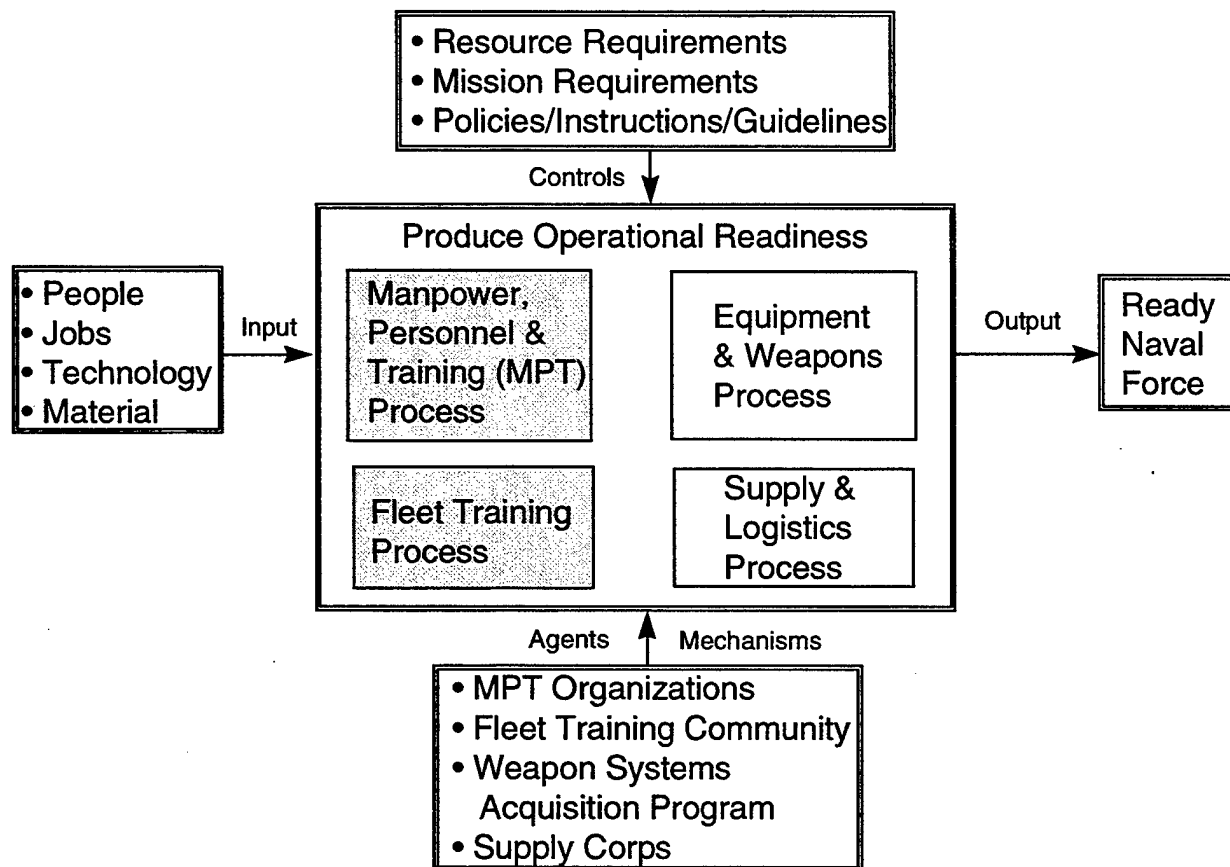 • Resource Requirements
• Mission Requirements
• Policies/Instructions/Guidelines
Controls
Produce Operational Readiness
• People
• Jobs
• Technology
• Material
Input
Manpower,
Personnel &
Training (MPT)
Process
Equipment
& Weapons
Process
Output
Ready
Naval
Force
Fleet Training
Process
Supply &
Logistics
Process
Agents
Mechanisms
• MPT Organizations
• Fleet Training Community
• Weapon Systems
Acquisition Program
• Supply Corps